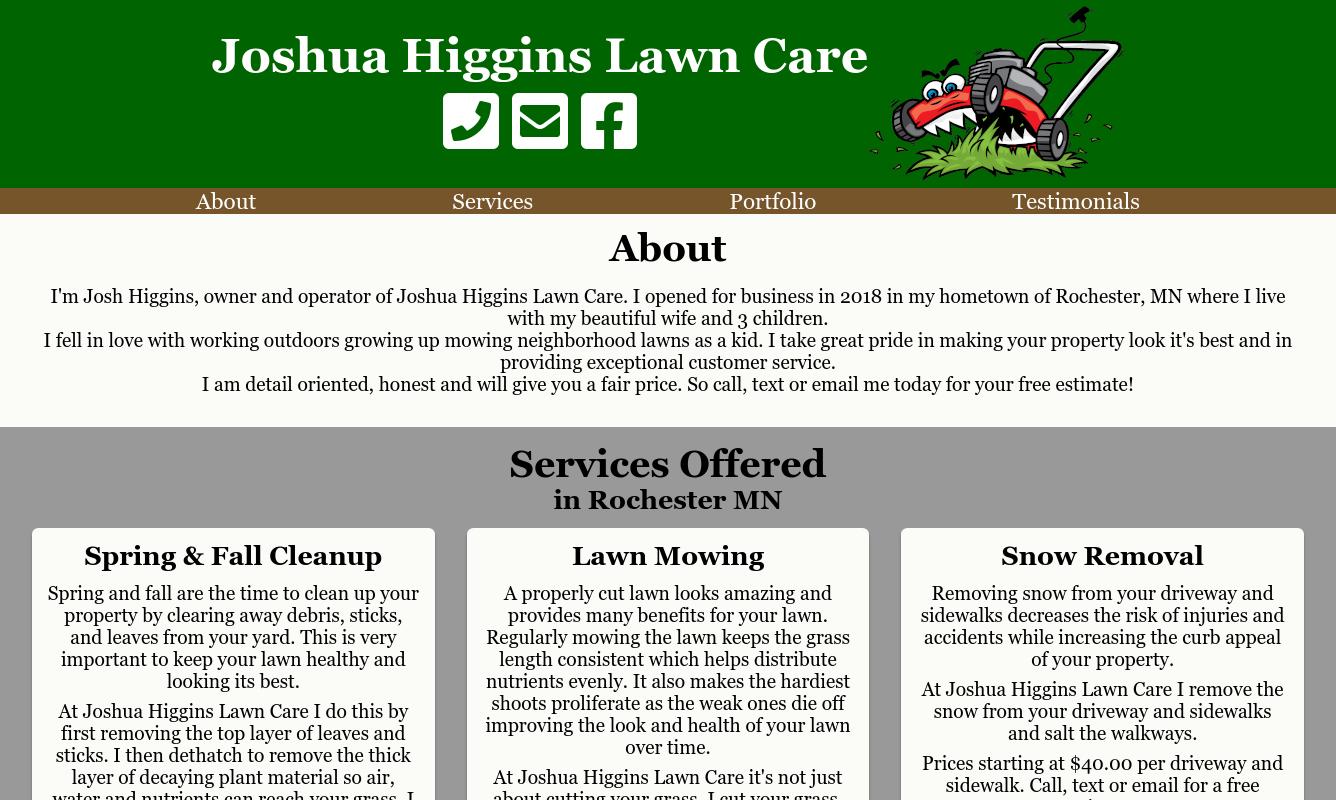 Joshua Higgins Lawn Care
About
Services
Portfolio
Testimonials
About
I'm Josh Higgins, owner and operator of Joshua Higgins Lawn Care. I opened for business in 2018 in my hometown of Rochester, MN where I live
with my beautiful wife and 3 children.
I fell in love with working outdoors growing up mowing neighborhood lawns as a kid. I take great pride in making your property look it's best and in
providing exceptional customer service.
I am detail oriented, honest and will give you a fair price. So call, text or email me today for your free estimate!
Services Offered
in Rochester MN
Spring & Fall Cleanup
Spring and fall are the time to clean up your
property by clearing away debris, sticks,
and leaves from your yard. This is very
important to keep your lawn healthy and
looking its best.
At Joshua Higgins Lawn Care I do this by
first removing the top layer of leaves and
sticks. I then dethatch to remove the thick
layer of decaying plant material so air,
water and nutrients can reach your grass. I
Lawn Mowing
A properly cut lawn looks amazing and
provides many benefits for your lawn.
Regularly mowing the lawn keeps the grass
length consistent which helps distribute
nutrients evenly. It also makes the hardiest
shoots proliferate as the weak ones die off
improving the look and health of your lawn
over time.
At Joshua Higgins Lawn Care it's not just
about cutting your grass. I cut your grass
Snow Removal
Removing snow from your driveway and
sidewalks decreases the risk of injuries and
accidents while increasing the curb appeal
of your property.
At Joshua Higgins Lawn Care I remove the
snow from your driveway and sidewalks
and salt the walkways.
Prices starting at $40.00 per driveway and
sidewalk. Call, text or email for a free